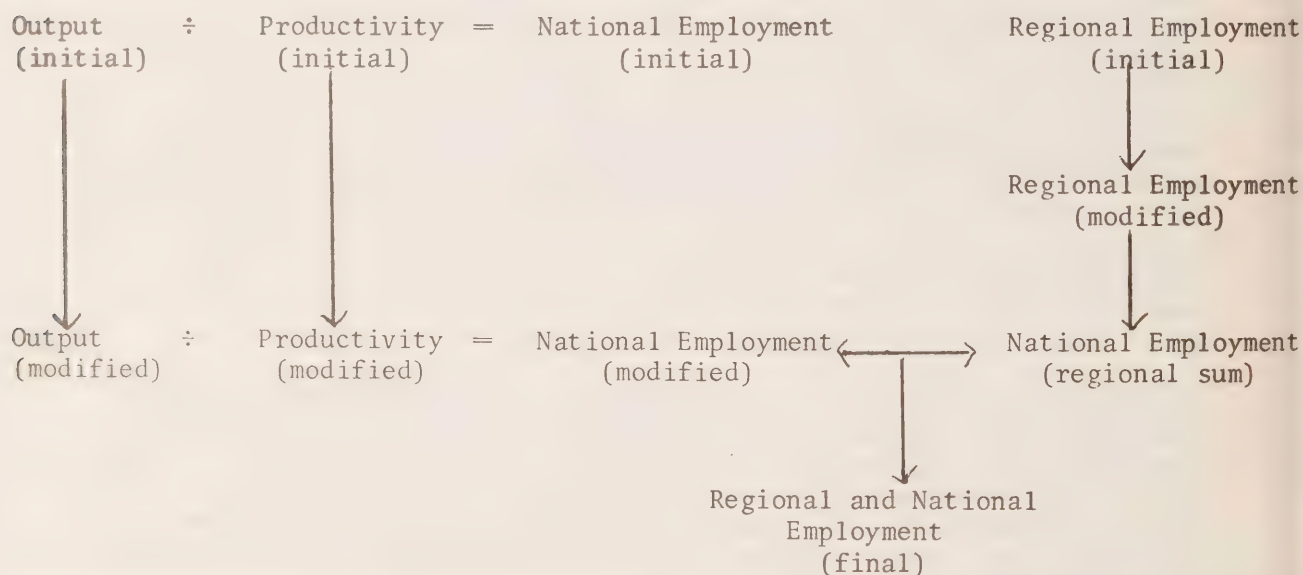 Output ÷ Productivity = National Employment Regional Employment
(initial) (initial) (initial) (initial)
Regional Employment
(modified)
Output ÷ Productivity = National Employment National Employment
(modified) (modified) (modified) (regional sum)
Regional and National
Employment
(final)